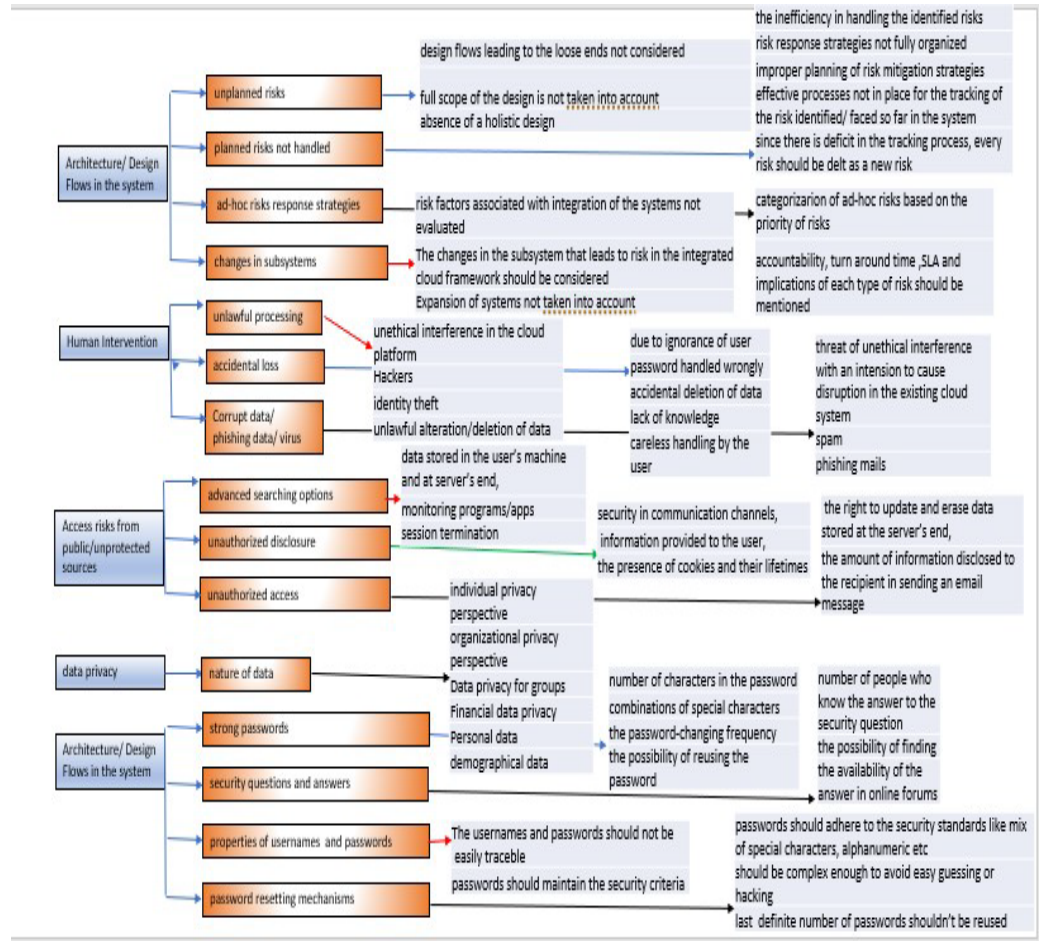 Architecture/ Design
Flows in the system
unplanned risks
design flows leading to the loose ends not considered
full scope of the design is not taken into account
absence of a holistic design
planned risks not handled
the inefficiency in handling the identified risks
risk response strategies not fully organized
improper planning of risk mitigation strategies
effective processes not in place for the tracking of
the risk identified/ faced so far in the system
since there is deficit in the tracking process, every
risk should be delt as a new risk
ad-hoc risks response strategies
risk factors associated with integration of the systems not
evaluated
The changes in the subsystem that leads to risk in the integrated
cloud framework should be considered
Expansion of systems not taken into account
categorizarion of ad-hoc risks based on the
priority of risks
accountability, turn around time ,SLA and
implications of each type of risk should be
mentioned
changes in subsystems
Human Intervention
unlawful processing
unethical interference in the cloud
platform
Hackers
identity theft
unlawful alteration/deletion of data
accidental loss
due to ignorance of user
password handled wrongly
accidental deletion of data
lack of knowledge
careless handling by the
user
Corrupt data/
phishing data/ virus
threat of unethical interference
with an intension to cause
disruption in the existing cloud
system
spam
phishing mails
Access risks from
public/unprotected
sources
advanced searching options
data stored in the user's machine
and at server's end,
monitoring programs/apps
session termination
unauthorized disclosure
security in communication channels,
information provided to the user,
the presence of cookies and their lifetimes
unauthorized access
the right to update and erase data
stored at the server's end,
the amount of information disclosed to
the recipient in sending an email
message
data privacy
nature of data
individual privacy
perspective
organizational privacy
perspective
Data privacy for groups
Financial data privacy
Personal data
demographical data
Architecture/ Design
Flows in the system
strong passwords
number of characters in the password
combinations of special characters
the password-changing frequency
the possibility of reusing the
password
security questions and answers
number of people who
know the answer to the
security question
the possibility of finding
the availability of the
answer in online forums
properties of usernames and passwords
The usernames and passwords should not be
easily traceble
passwords should maintain the security criteria
password resetting mechanisms
passwords should adhere to the security standards like mix
of special characters, alphanumeric etc
should be complex enough to avoid easy guessing or
hacking
last definite number of passwords shouldn't be reused